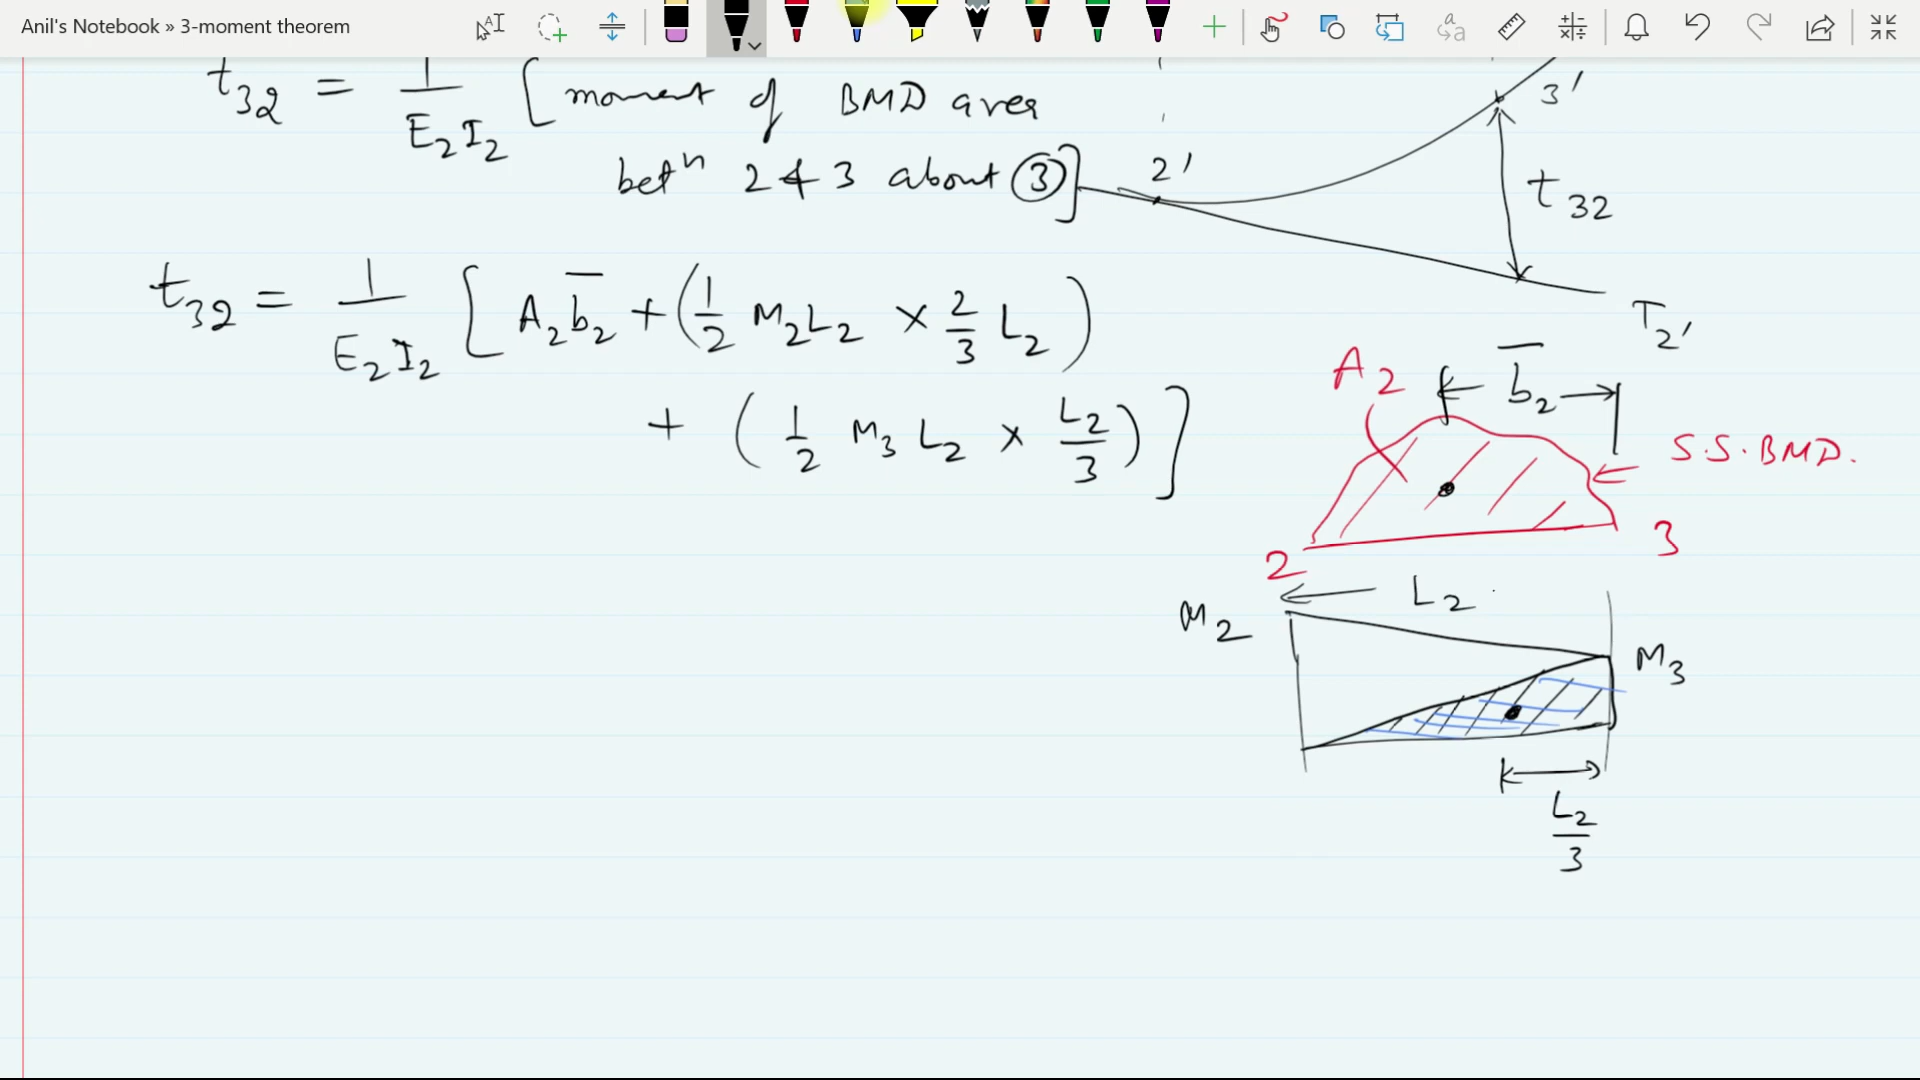 Anil's Notebook » 3-moment theorem
t₃₂ = 1/E₂I₂ [moment of BMD area
betⁿ 2 & 3 about ③]
2'
3'
t₃₂
T₂'
t₃₂ = 1/E₂I₂ [A₂b̅₂ + (1/2 M₂L₂ × 2/3 L₂)
+ (1/2 M₃ L₂ × L₂/3)]
A₂
b̅₂
S.S.BMD.
2
3
L₂
M₂
M₃
L₂/3